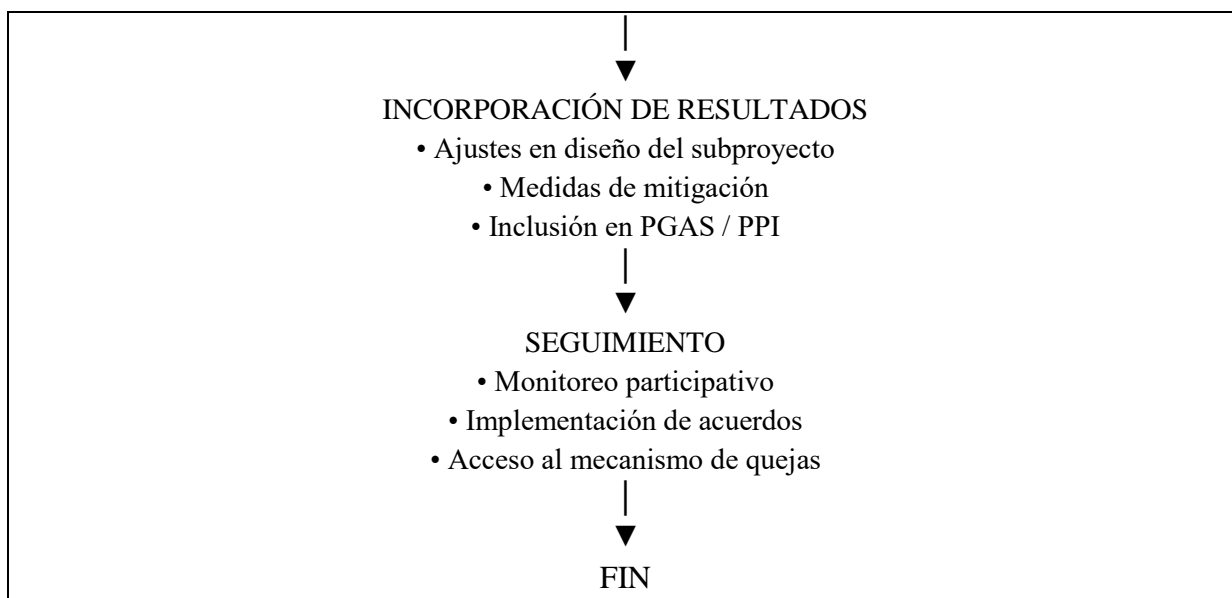 INCORPORACIÓN DE RESULTADOS
• Ajustes en diseño del subproyecto
• Medidas de mitigación
• Inclusión en PGAS / PPI
SEGUIMIENTO
• Monitoreo participativo
• Implementación de acuerdos
• Acceso al mecanismo de quejas
FIN